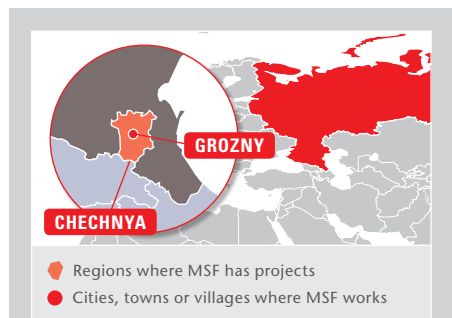 GROZNY
CHECHNYA
Regions where MSF has projects
Cities, towns or villages where MSF works